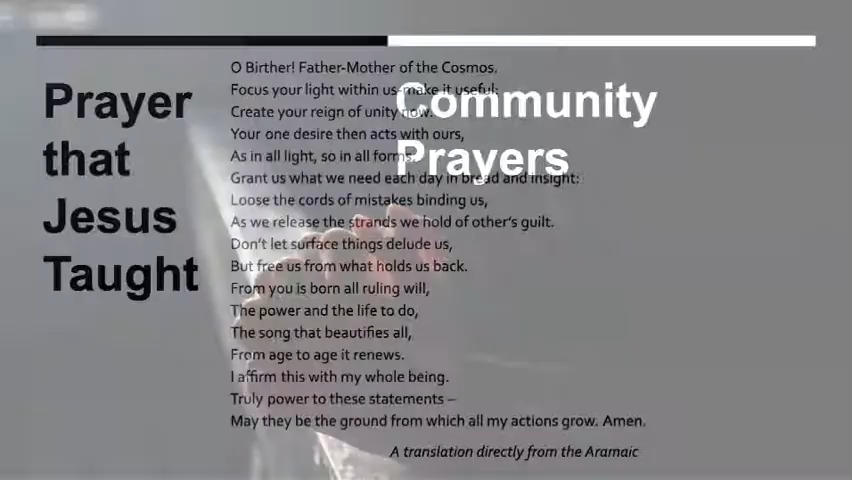 Prayer
that
Jesus
Taught
Community
Prayers
O Birther! Father-Mother of the Cosmos.
Focus your light within us-make it useful:
Create your reign of unity now.
Your one desire then acts with ours,
As in all light, so in all forms.
Grant us what we need each day in bread and insight:
Loose the cords of mistakes binding us,
As we release the strands we hold of other's guilt.
Don't let surface things delude us,
But free us from what holds us back.
From you is born all ruling will,
The power and the life to do,
The song that beautifies all,
From age to age it renews.
I affirm this with my whole being.
Truly power to these statements –
May they be the ground from which all my actions grow. Amen.
A translation directly from the Aramaic